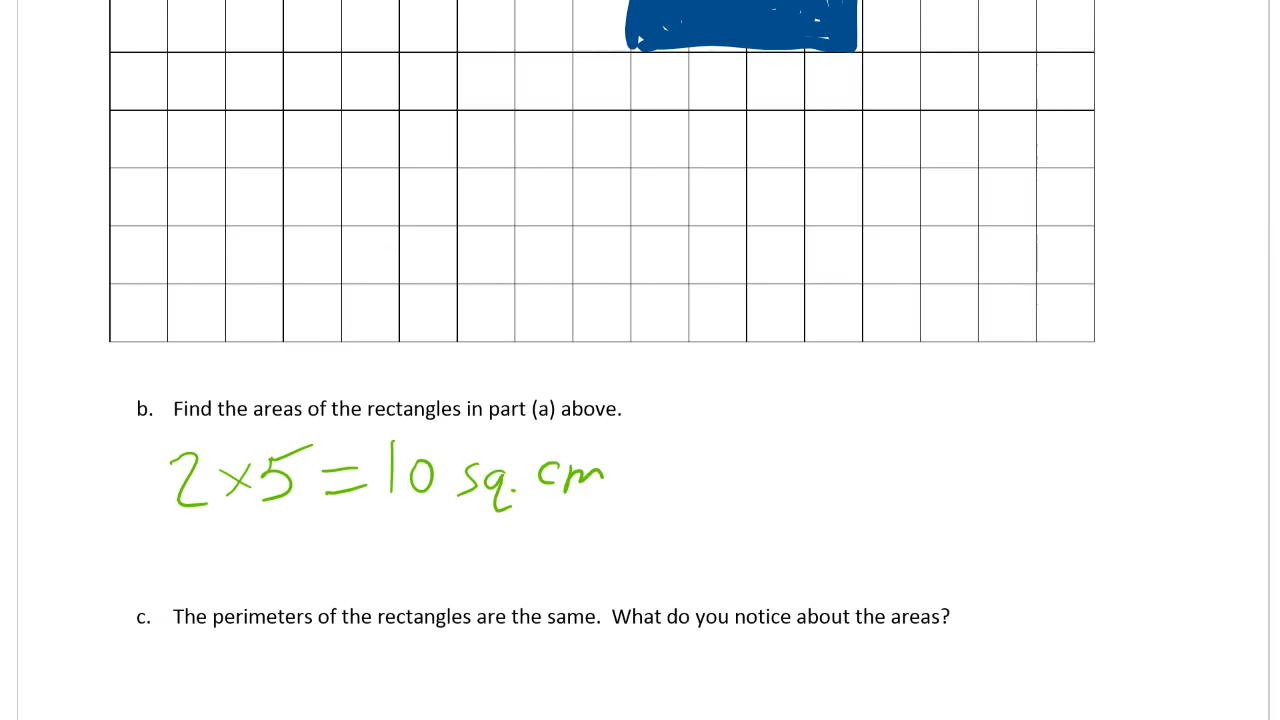 b. Find the areas of the rectangles in part (a) above.
2 × 5 = 10 sq. cm
c. The perimeters of the rectangles are the same. What do you notice about the areas?